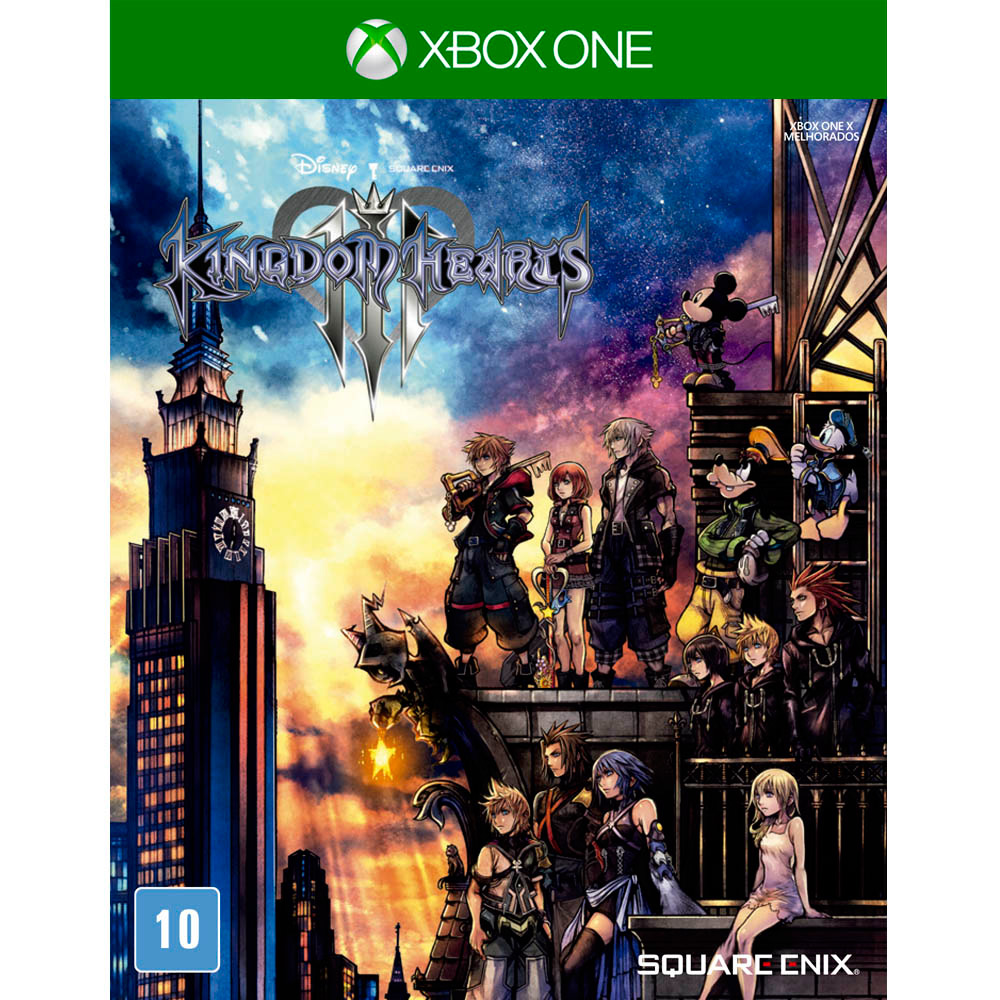 XBOX ONE
XBOX ONE X
MELHORADOS
Disney SQUARE ENIX
KINGDOM HEARTS
III
10
SQUARE ENIX®